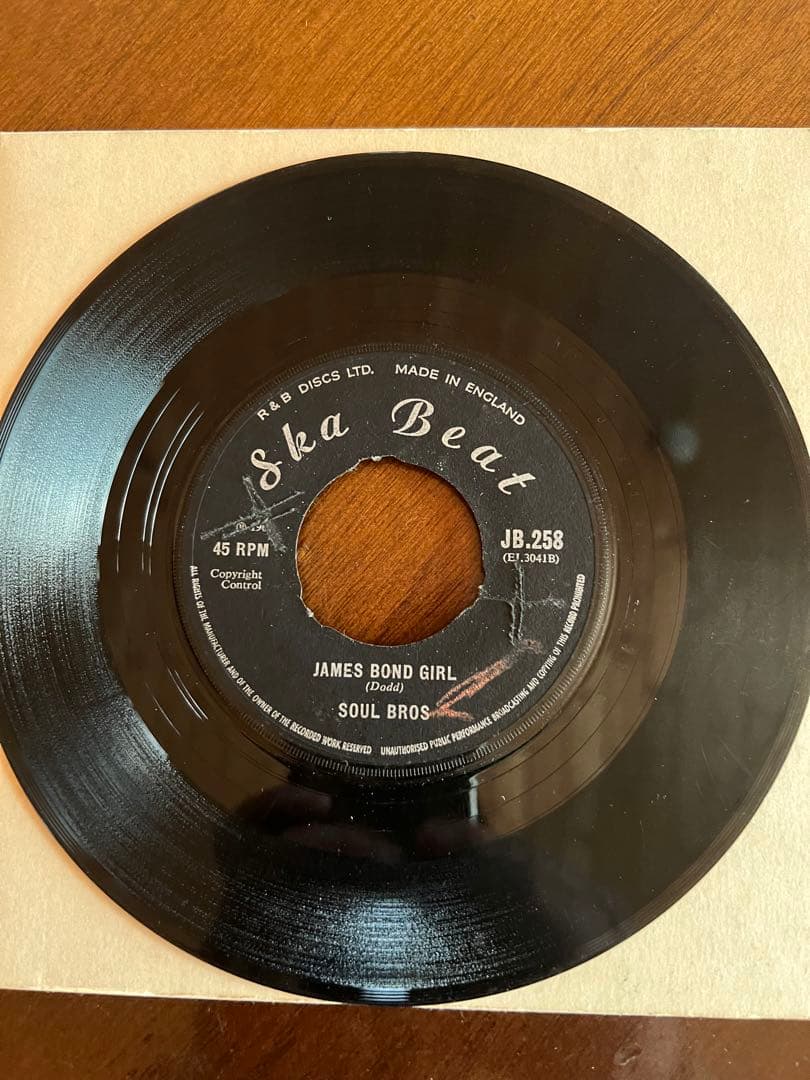 R & B DISCS LTD. MADE IN ENGLAND
Ska Beat
45 RPM
Copyright
Control
JB.258
(EL3041B)
JAMES BOND GIRL
(Dodd)
SOUL BROS
ALL RIGHTS OF THE MANUFACTURER AND OF THE OWNER OF THE RECORDED WORK RESERVED UNAUTHORISED PUBLIC PERFORMANCE BROADCASTING AND COPYING OF THIS RECORD PROHIBITED